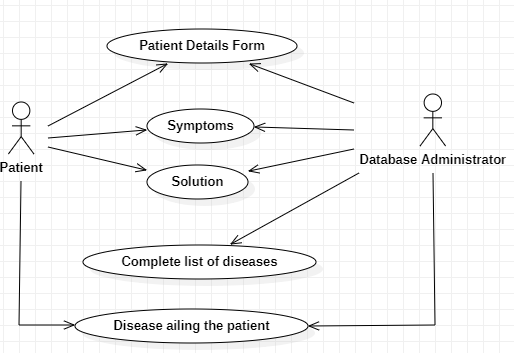 Patient Details Form
Symptoms
Patient
Database Administrator
Solution
Complete list of diseases
Disease ailing the patient